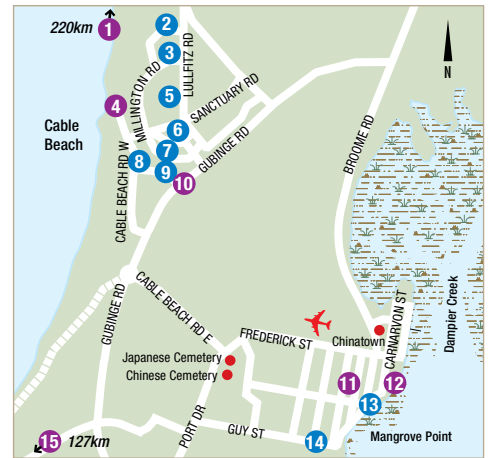 220km
1
2
3
MILLINGTON RD
LULLFITZ RD
N
4
5
SANCTUARY RD
Cable
Beach
6
GUBINGE RD
BROOME RD
7
8
9
10
CABLE BEACH RD W
GUBINGE RD
CABLE BEACH RD E
FREDERICK ST
Chinatown
CARNARVON ST
Dampier Creek
Japanese Cemetery
Chinese Cemetery
11
12
13
PORT DR
GUY ST
14
Mangrove Point
15
127km